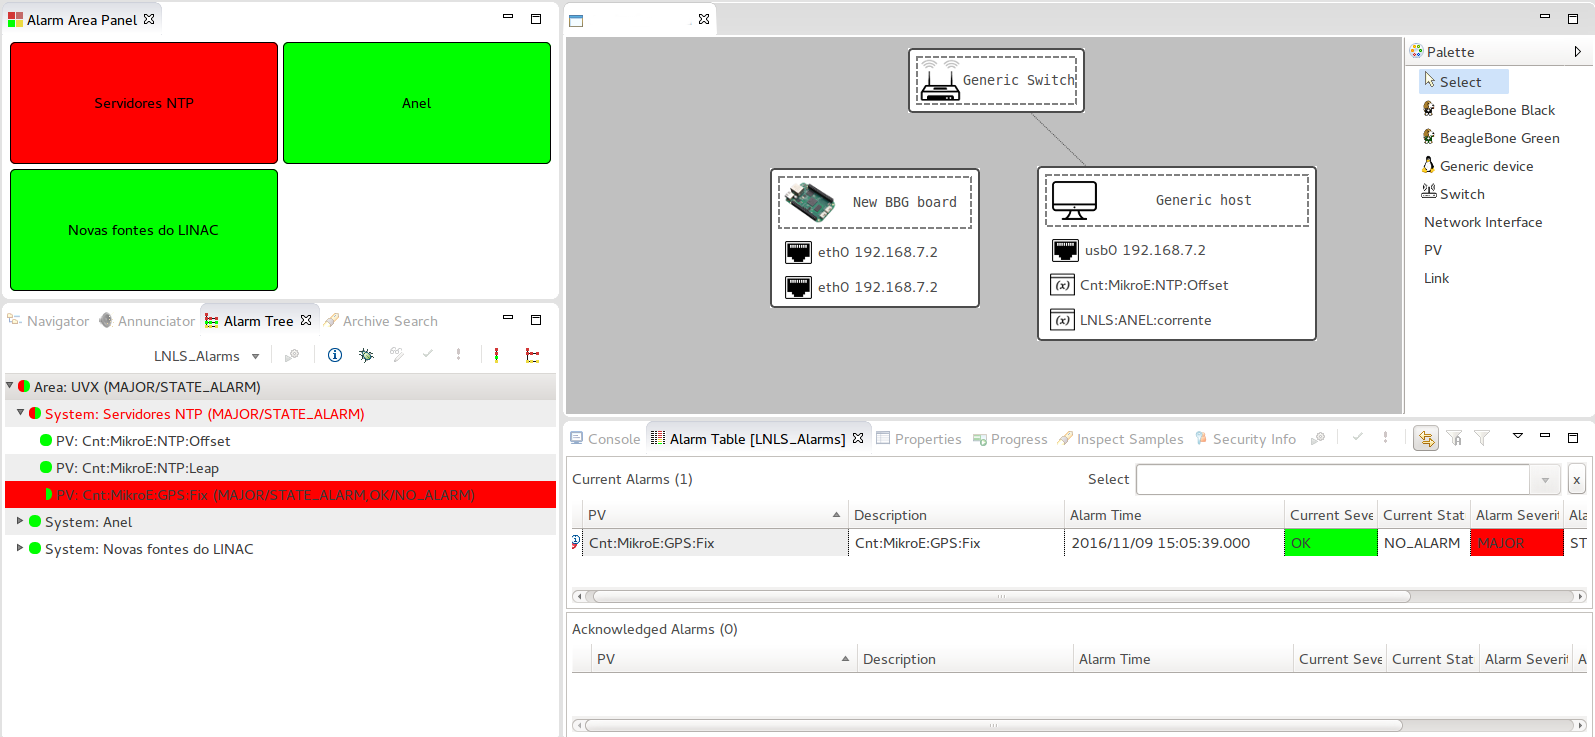 Alarm Area Panel
Servidores NTP
Anel
Novas fontes do LINAC
Navigator
Annunciator
Alarm Tree
Archive Search
LNLS_Alarms
Area: UVX (MAJOR/STATE_ALARM)
System: Servidores NTP (MAJOR/STATE_ALARM)
PV: Cnt:MikroE:NTP:Offset
PV: Cnt:MikroE:NTP:Leap
PV: Cnt:MikroE:GPS:Fix (MAJOR/STATE_ALARM,OK/NO_ALARM)
System: Anel
System: Novas fontes do LINAC
Generic Switch
New BBG board
eth0 192.168.7.2
eth0 192.168.7.2
Generic host
usb0 192.168.7.2
(x) Cnt:MikroE:NTP:Offset
(x) LNLS:ANEL:corrente
Palette
Select
BeagleBone Black
BeagleBone Green
Generic device
Switch
Network Interface
PV
Link
Console
Alarm Table [LNLS_Alarms]
Properties
Progress
Inspect Samples
Security Info
Current Alarms (1)
Select
x
PV Description Alarm Time Current Seve Current Stat Alarm Severit Ala
Cnt:MikroE:GPS:Fix Cnt:MikroE:GPS:Fix 2016/11/09 15:05:39.000 OK NO_ALARM MAJOR ST
Acknowledged Alarms (0)
PV Description Alarm Time Current Seve Current Stat Alarm Severit A